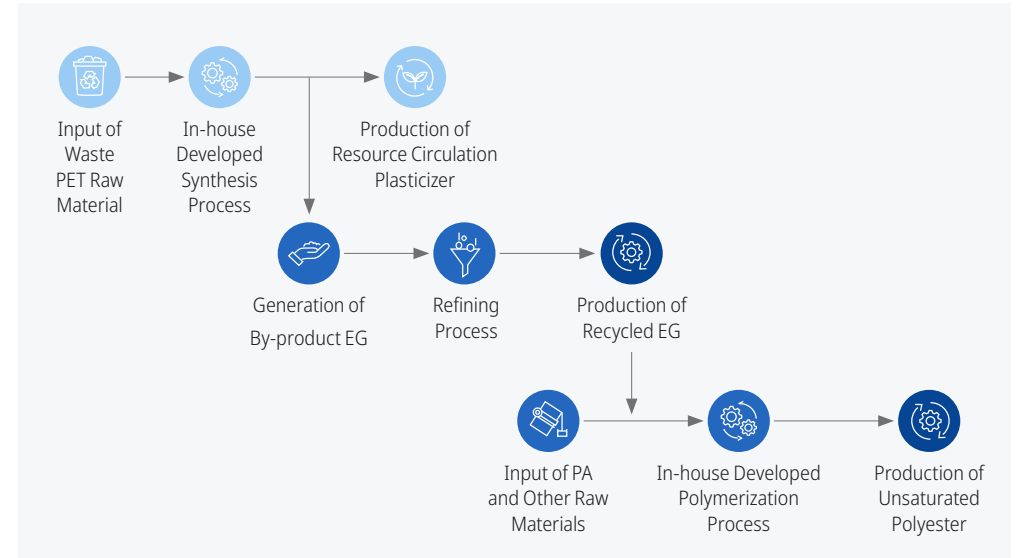 Input of
Waste
PET Raw
Material
In-house
Developed
Synthesis
Process
Production of
Resource Circulation
Plasticizer
Generation of
By-product EG
Refining
Process
Production of
Recycled EG
Input of PA
and Other Raw
Materials
In-house Developed
Polymerization
Process
Production of
Unsaturated
Polyester